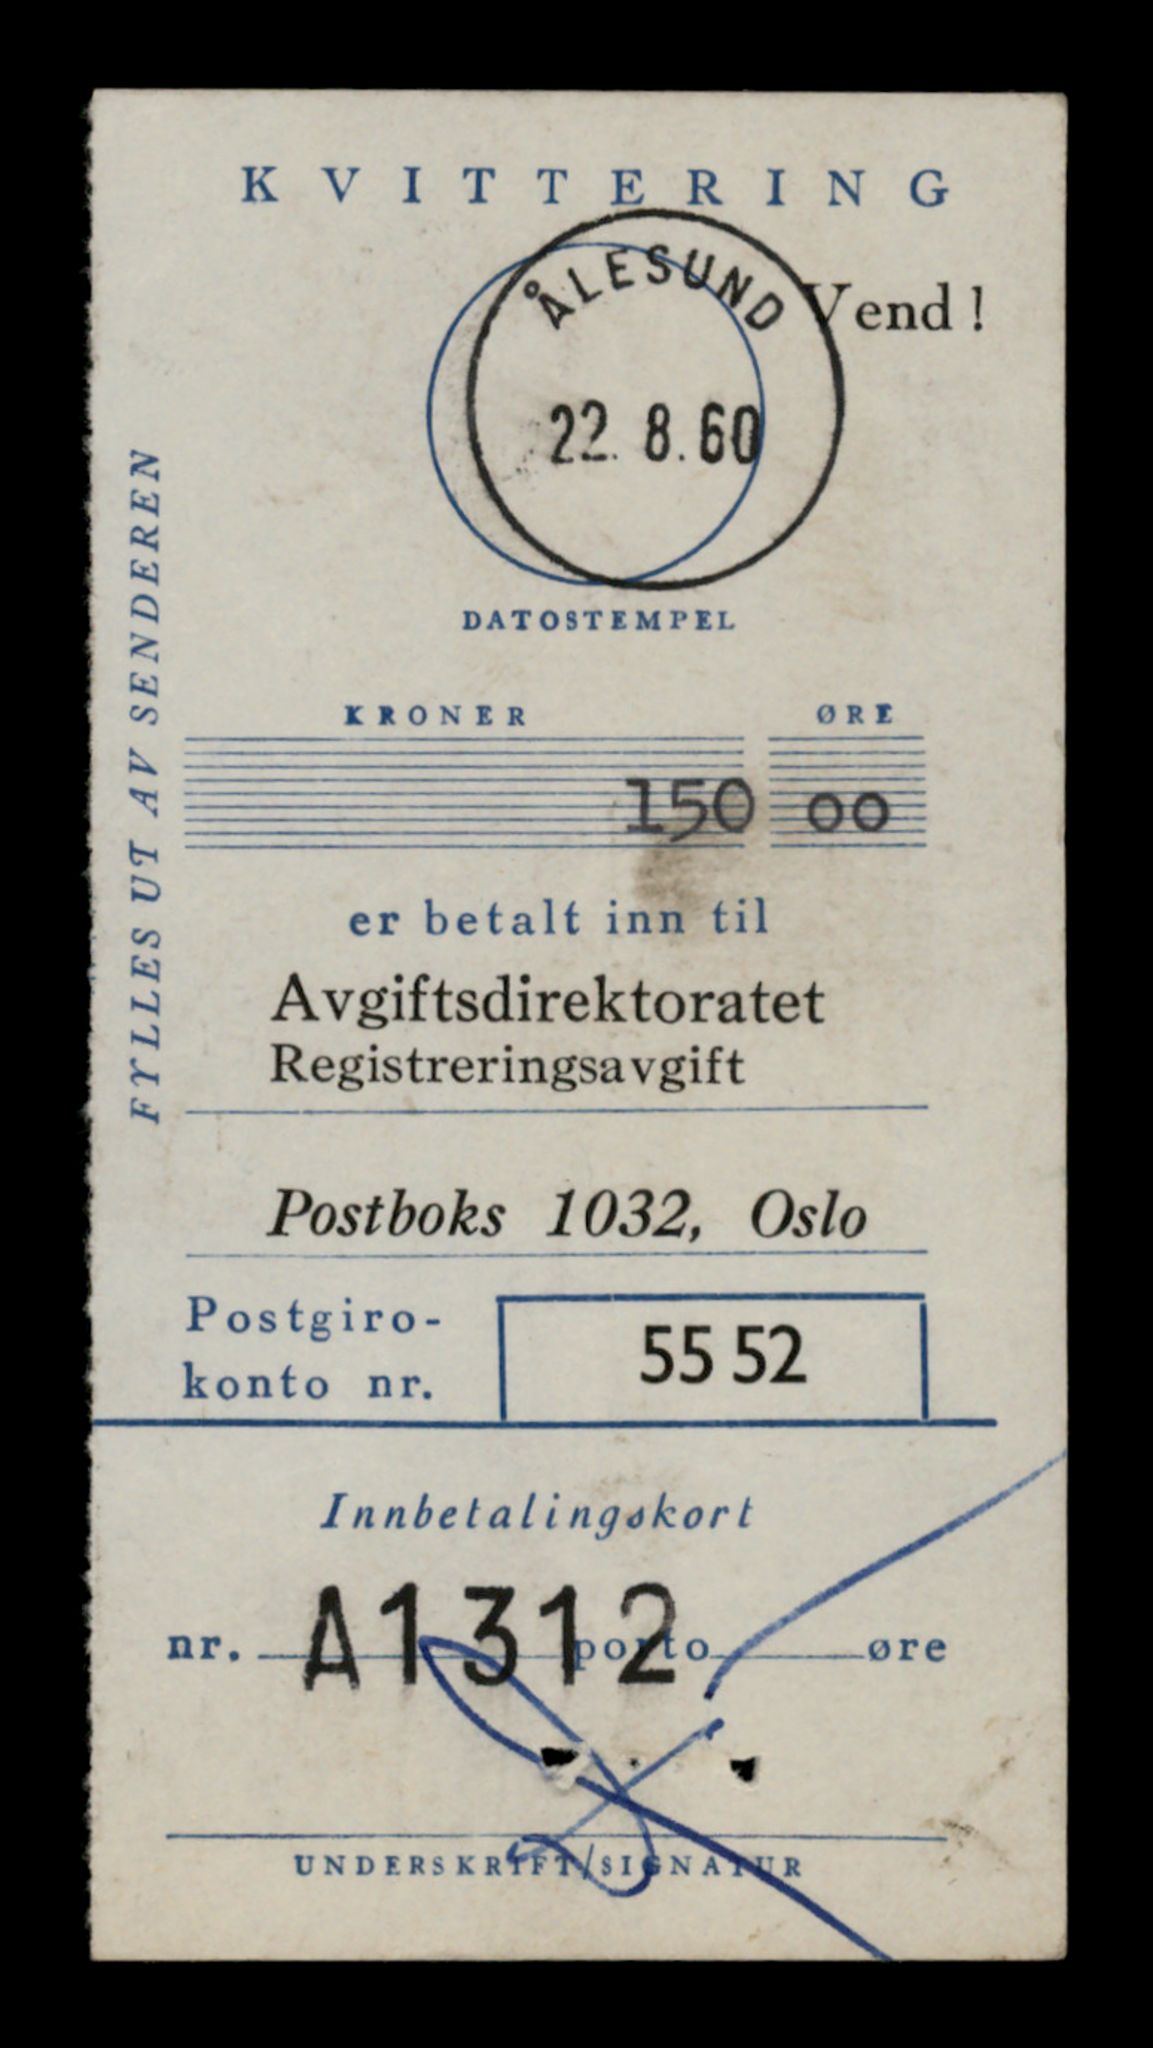 KVITTERING
ÅLESUND
Vend !
22. 8. 60
DATOSTEMPEL
FYLLES UT AV SENDEREN
KRONER ØRE
150 00
er betalt inn til
Avgiftsdirektoratet
Registreringsavgift
Postboks 1032, Oslo
Postgiro-
konto nr.
55 52
Innbetalingskort
nr. A1312 porto øre
UNDERSKRIFT/SIGNATUR